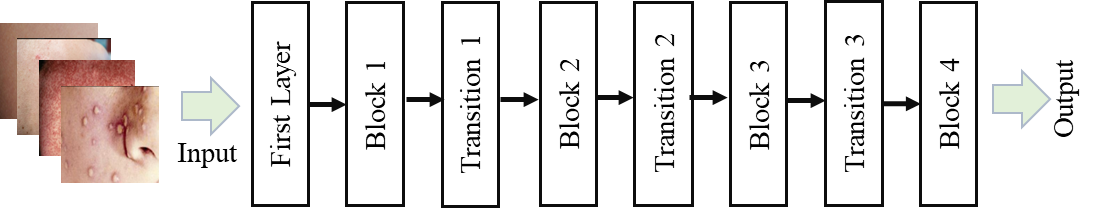 Input
First Layer
Block 1
Transition 1
Block 2
Transition 2
Block 3
Transition 3
Block 4
Output